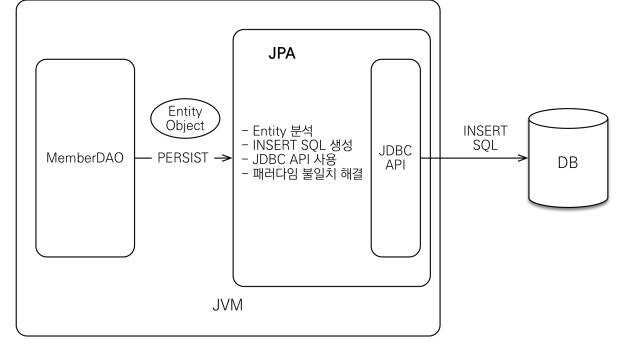 JPA
Entity
Object
- Entity 분석
- INSERT SQL 생성
- JDBC API 사용
- 패러다임 불일치 해결
MemberDAO
PERSIST
JDBC
API
INSERT
SQL
DB
JVM